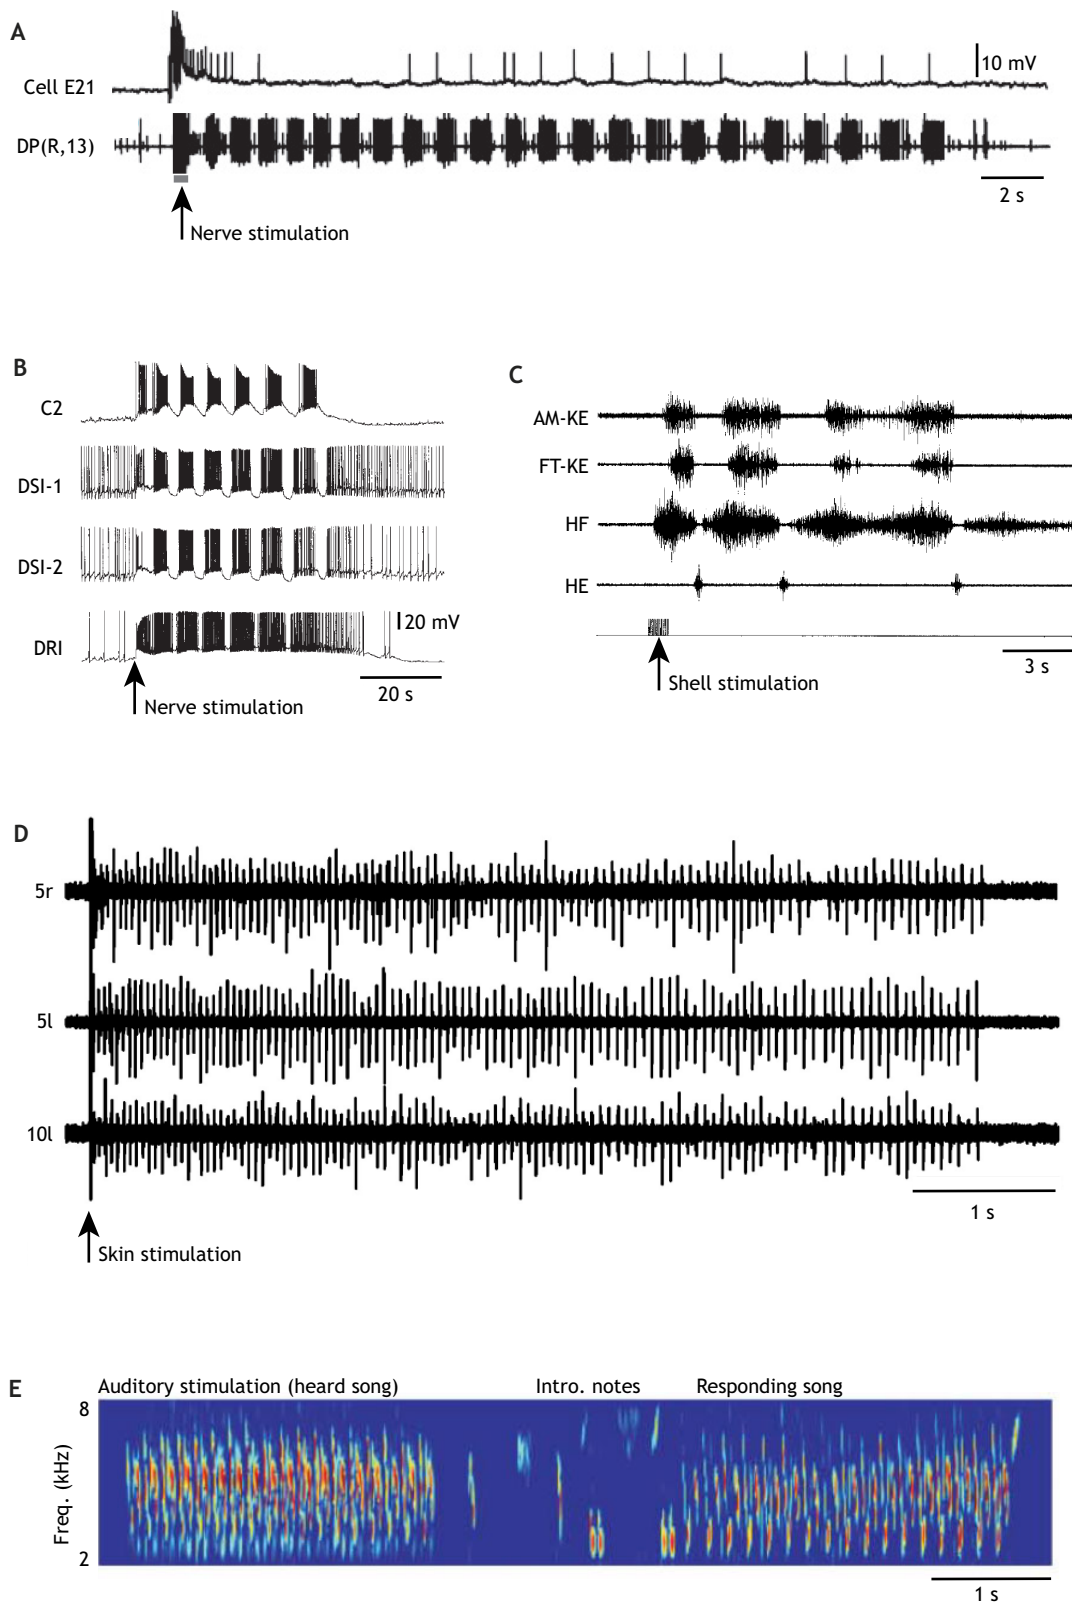 A
Cell E21
10 mV
DP(R,13)
2 s
Nerve stimulation
B
C2
DSI-1
DSI-2
DRI
20 mV
20 s
Nerve stimulation
C
AM-KE
FT-KE
HF
HE
3 s
Shell stimulation
D
5r
5l
10l
1 s
Skin stimulation
E
Auditory stimulation (heard song) Intro. notes Responding song
8
Freq. (kHz)
2
1 s